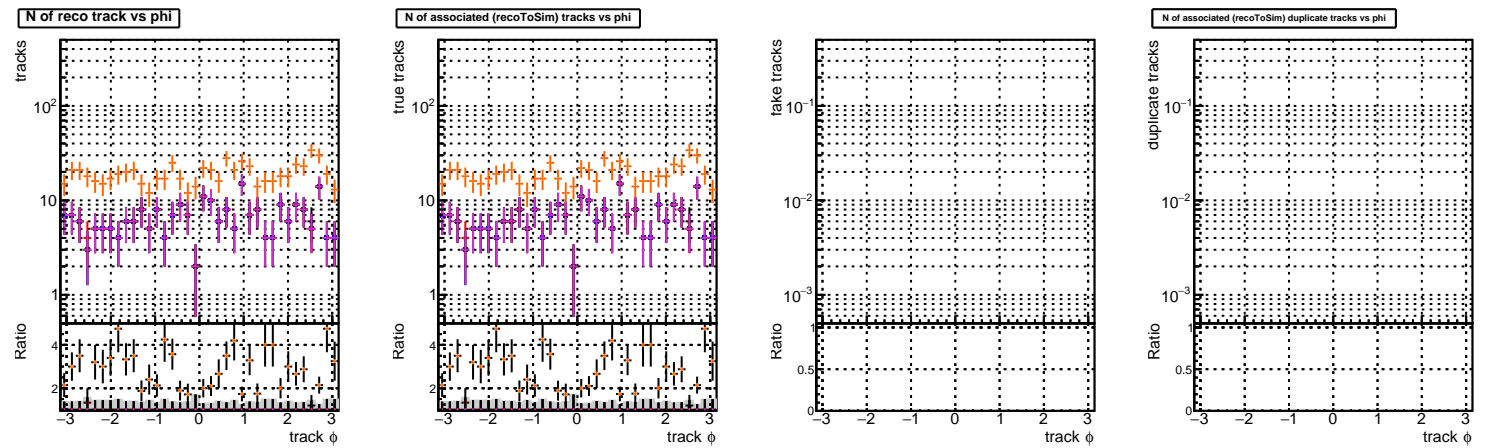 N of reco track vs phi
tracks
10²
10
1
Ratio
4
2
−3 −2 −1 0 1 2 3
track ϕ
N of associated (recoToSim) tracks vs phi
true tracks
10²
10
1
Ratio
4
2
−3 −2 −1 0 1 2 3
track ϕ
fake tracks
10⁻¹
10⁻²
10⁻³
Ratio
1
0.5
0
−3 −2 −1 0 1 2 3
track ϕ
N of associated (recoToSim) duplicate tracks vs phi
duplicate tracks
10⁻¹
10⁻²
10⁻³
Ratio
1
0.5
0
−3 −2 −1 0 1 2 3
track ϕ